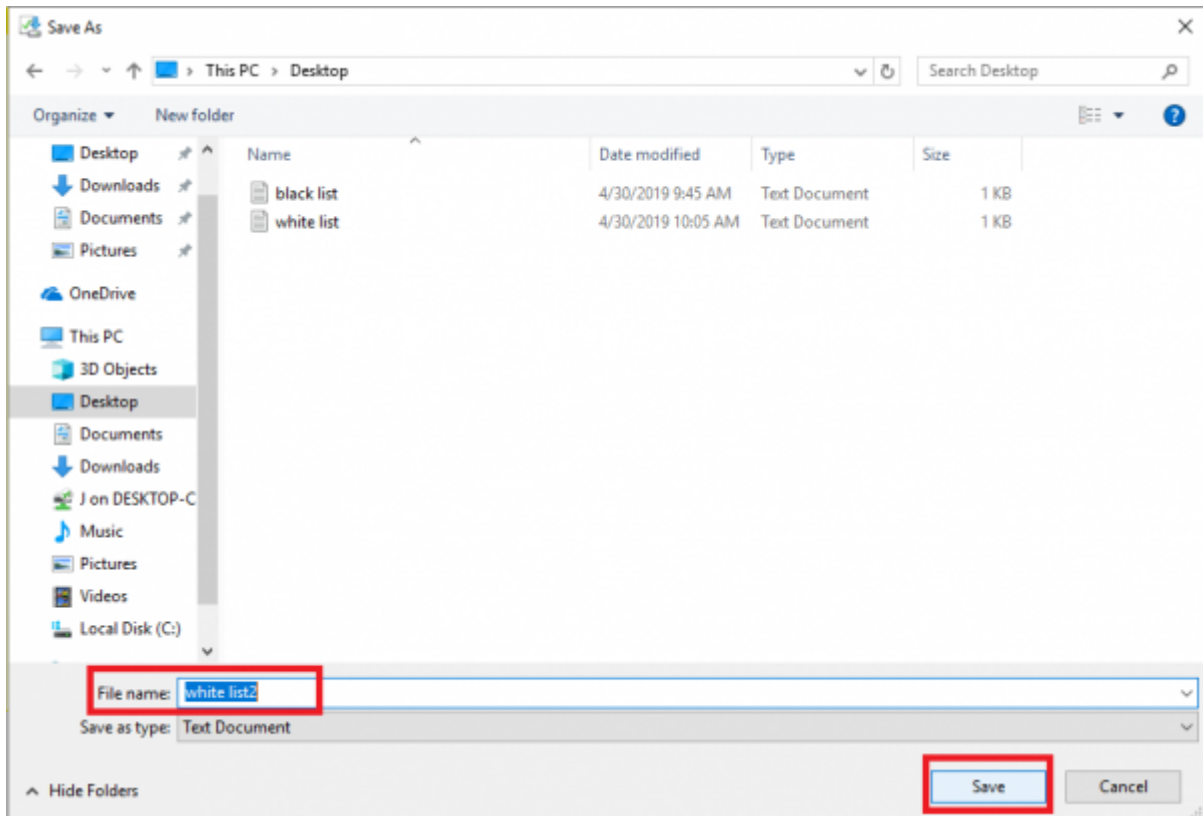 Save As
This PC > Desktop
Search Desktop
Organize
New folder
Desktop
Downloads
Documents
Pictures
OneDrive
This PC
3D Objects
Desktop
Documents
Downloads
J on DESKTOP-C
Music
Pictures
Videos
Local Disk (C:)
Name Date modified Type Size
black list 4/30/2019 9:45 AM Text Document 1 KB
white list 4/30/2019 10:05 AM Text Document 1 KB
File name: white list2
Save as type: Text Document
Hide Folders
Save
Cancel